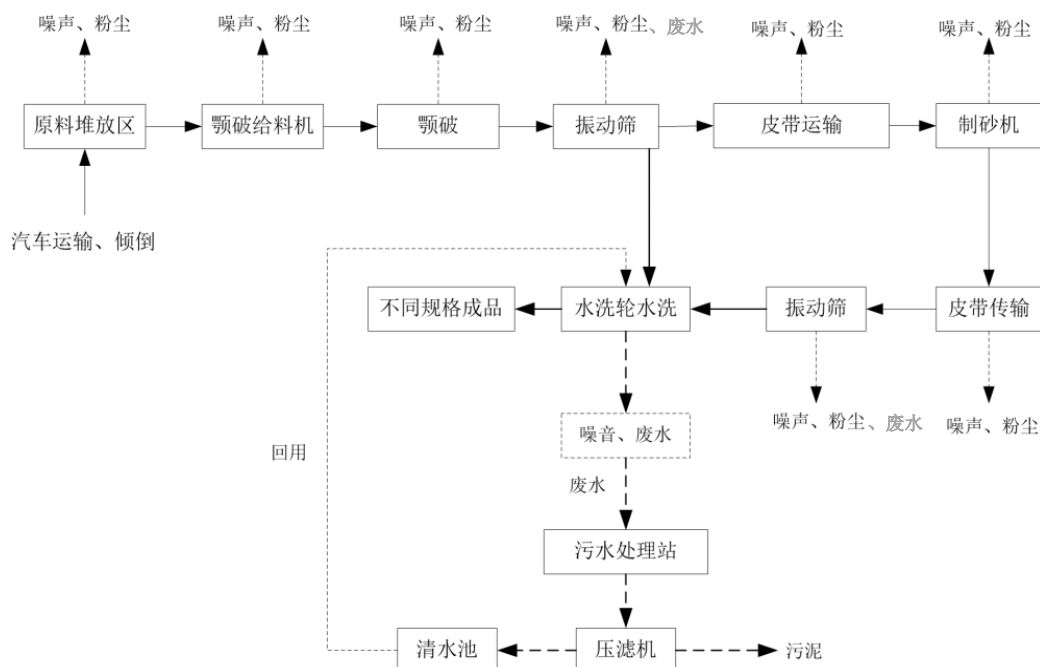 噪声、粉尘
噪声、粉尘
噪声、粉尘
噪声、粉尘、废水
噪声、粉尘
噪声、粉尘
原料堆放区
颚破给料机
颚破
振动筛
皮带运输
制砂机
汽车运输、倾倒
不同规格成品
水洗轮水洗
振动筛
皮带传输
噪声、粉尘、废水
噪声、粉尘
噪音、废水
回用
废水
污水处理站
清水池
压滤机
污泥